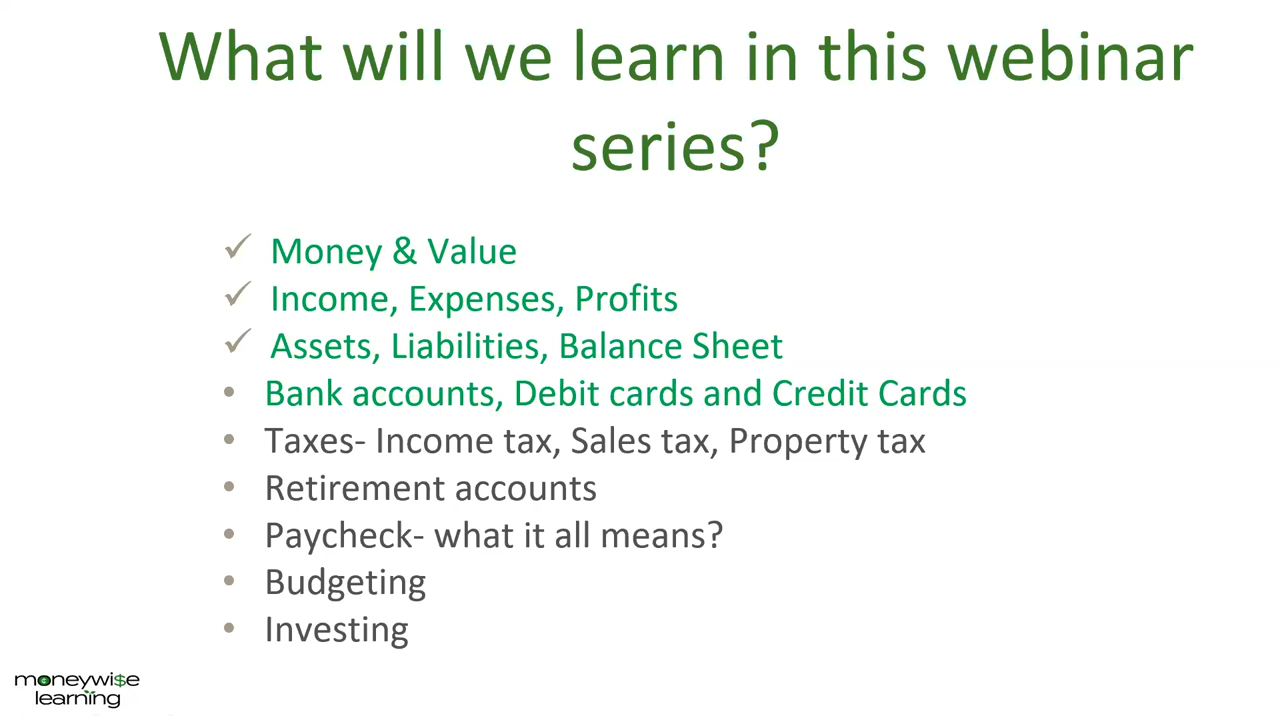 What will we learn in this webinar
series?
✓ Money & Value
✓ Income, Expenses, Profits
✓ Assets, Liabilities, Balance Sheet
• Bank accounts, Debit cards and Credit Cards
• Taxes- Income tax, Sales tax, Property tax
• Retirement accounts
• Paycheck- what it all means?
• Budgeting
• Investing
moneywi$e
learning